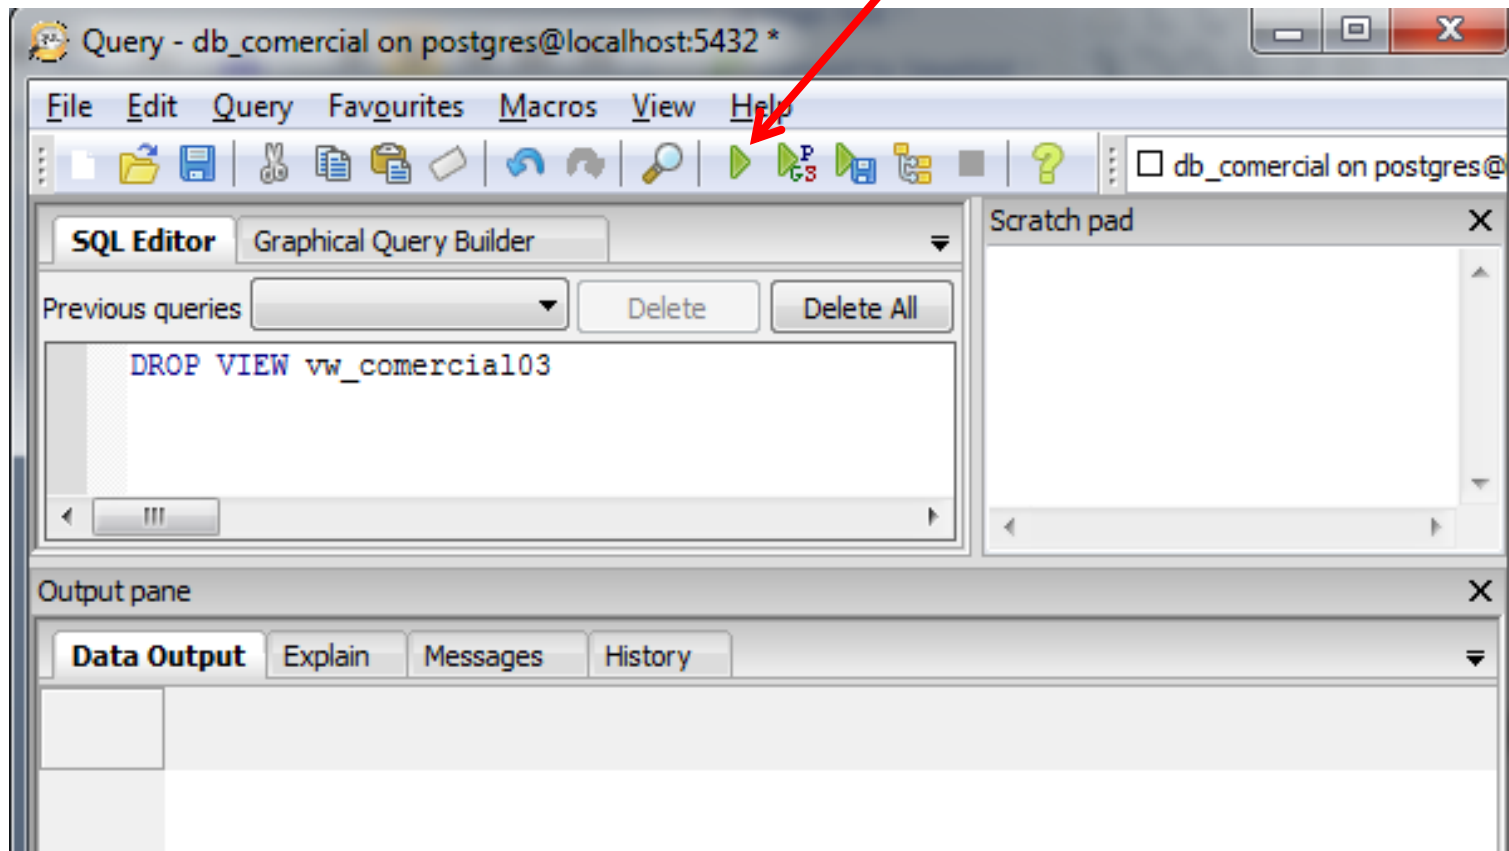 Query - db_comercial on postgres@localhost:5432 *
File Edit Query Favourites Macros View Help
db_comercial on postgres@
SQL Editor Graphical Query Builder
Scratch pad
Previous queries Delete Delete All
DROP VIEW vw_comercial03
Output pane
Data Output Explain Messages History